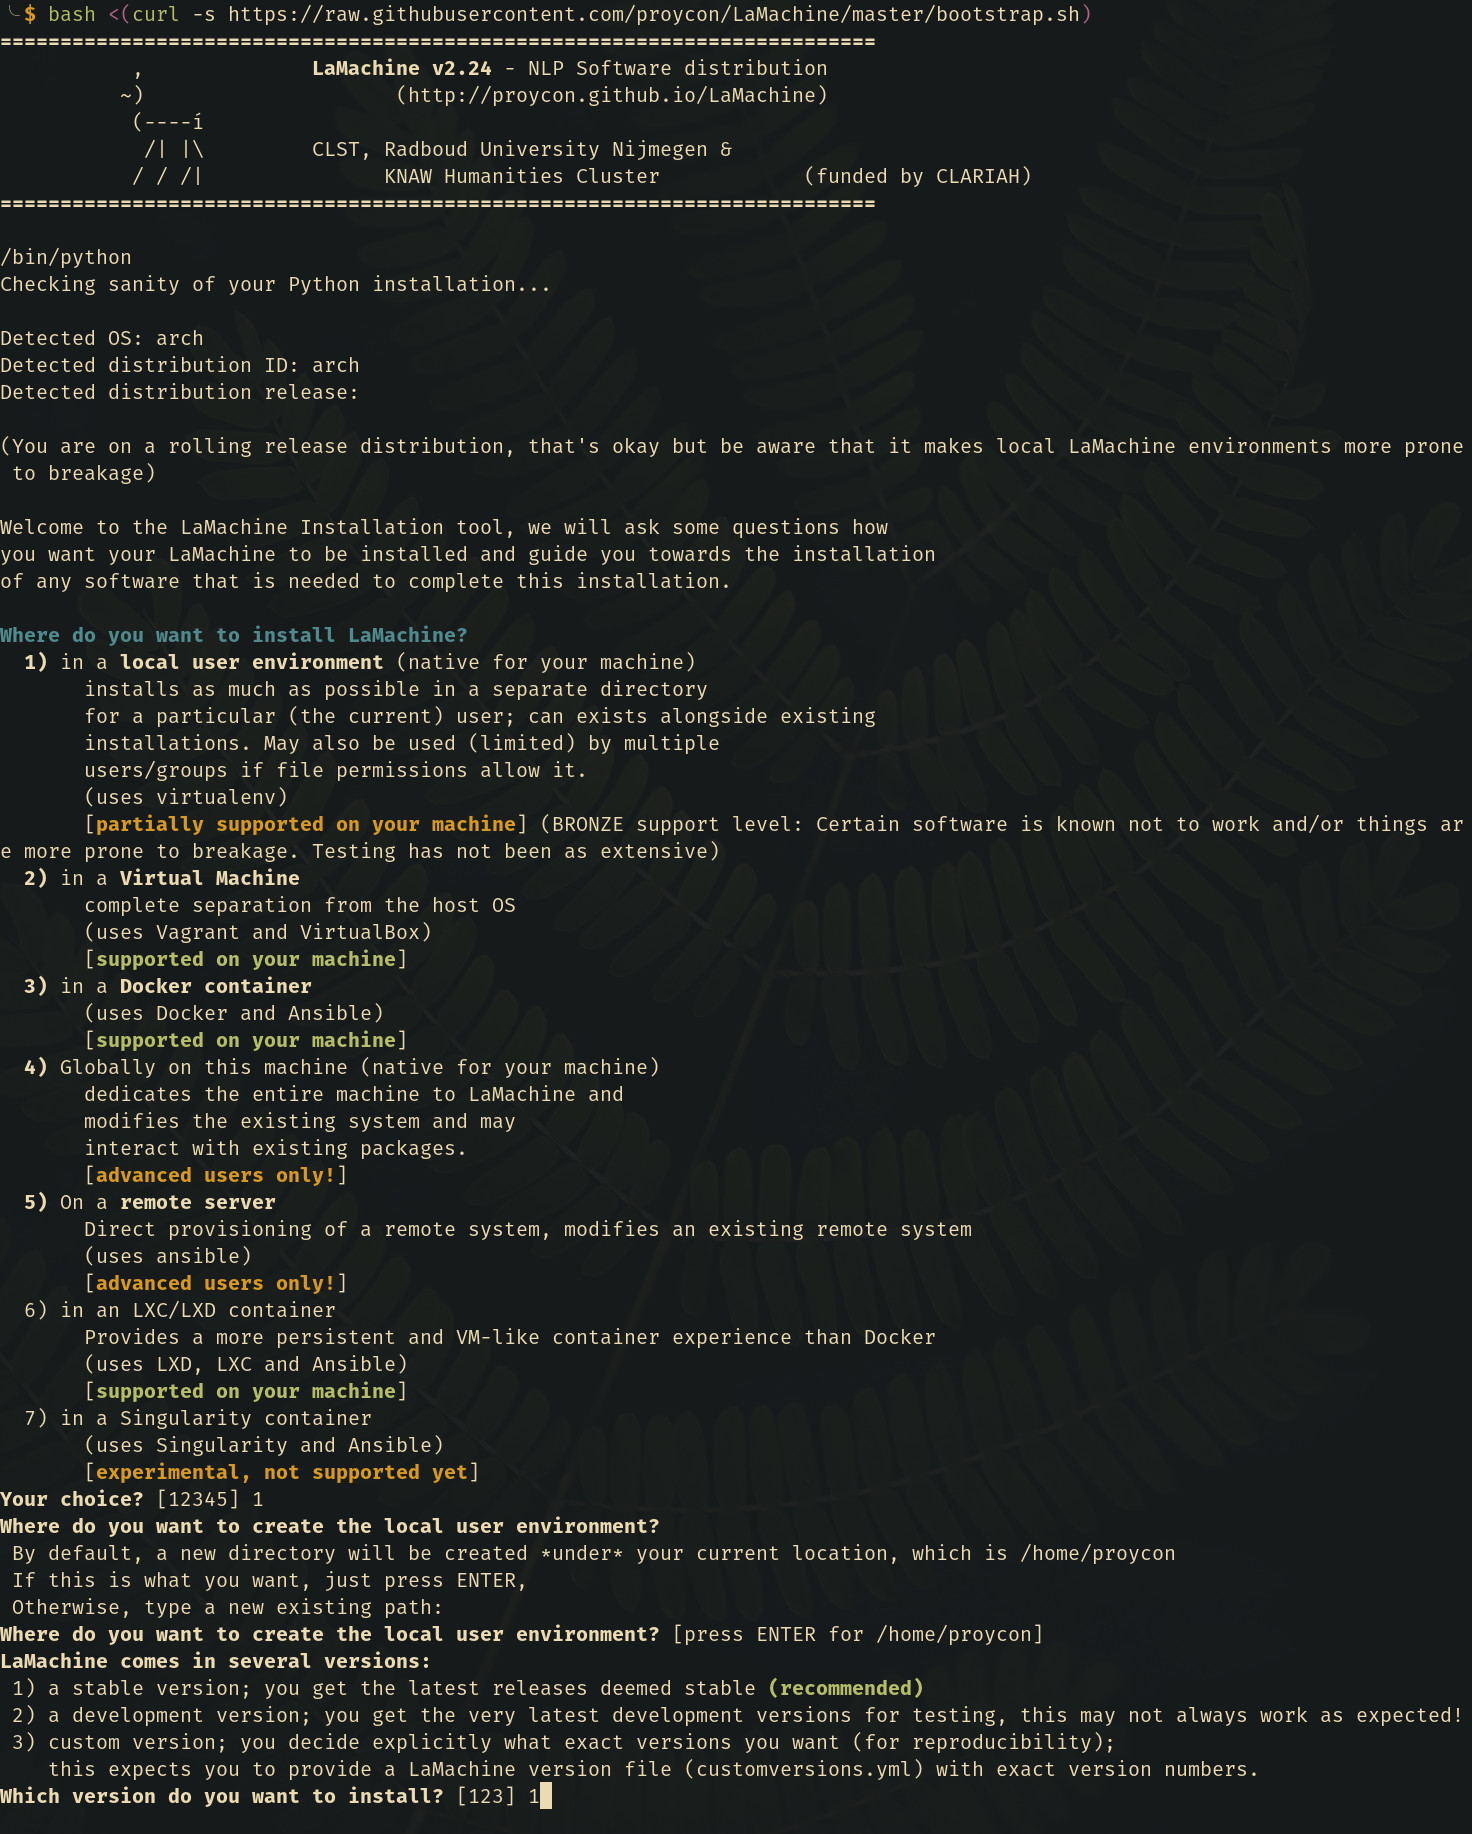 ╰$ bash <(curl -s https://raw.githubusercontent.com/proycon/LaMachine/master/bootstrap.sh)
=========================================================================
           ,              LaMachine v2.24 - NLP Software distribution
          ~)                     (http://proycon.github.io/LaMachine)
           (----í
            /| |\         CLST, Radboud University Nijmegen &
           / / /|               KNAW Humanities Cluster            (funded by CLARIAH)
=========================================================================

/bin/python
Checking sanity of your Python installation...

Detected OS: arch
Detected distribution ID: arch
Detected distribution release:

(You are on a rolling release distribution, that's okay but be aware that it makes local LaMachine environments more prone
 to breakage)

Welcome to the LaMachine Installation tool, we will ask some questions how
you want your LaMachine to be installed and guide you towards the installation
of any software that is needed to complete this installation.

Where do you want to install LaMachine?
  1) in a local user environment (native for your machine)
       installs as much as possible in a separate directory
       for a particular (the current) user; can exists alongside existing
       installations. May also be used (limited) by multiple
       users/groups if file permissions allow it.
       (uses virtualenv)
       [partially supported on your machine] (BRONZE support level: Certain software is known not to work and/or things ar
e more prone to breakage. Testing has not been as extensive)
  2) in a Virtual Machine
       complete separation from the host OS
       (uses Vagrant and VirtualBox)
       [supported on your machine]
  3) in a Docker container
       (uses Docker and Ansible)
       [supported on your machine]
  4) Globally on this machine (native for your machine)
       dedicates the entire machine to LaMachine and
       modifies the existing system and may
       interact with existing packages.
       [advanced users only!]
  5) On a remote server
       Direct provisioning of a remote system, modifies an existing remote system
       (uses ansible)
       [advanced users only!]
  6) in an LXC/LXD container
       Provides a more persistent and VM-like container experience than Docker
       (uses LXD, LXC and Ansible)
       [supported on your machine]
  7) in a Singularity container
       (uses Singularity and Ansible)
       [experimental, not supported yet]
Your choice? [12345] 1
Where do you want to create the local user environment?
 By default, a new directory will be created *under* your current location, which is /home/proycon
 If this is what you want, just press ENTER,
 Otherwise, type a new existing path:
Where do you want to create the local user environment? [press ENTER for /home/proycon]
LaMachine comes in several versions:
 1) a stable version; you get the latest releases deemed stable (recommended)
 2) a development version; you get the very latest development versions for testing, this may not always work as expected!
 3) custom version; you decide explicitly what exact versions you want (for reproducibility);
    this expects you to provide a LaMachine version file (customversions.yml) with exact version numbers.
Which version do you want to install? [123] 1